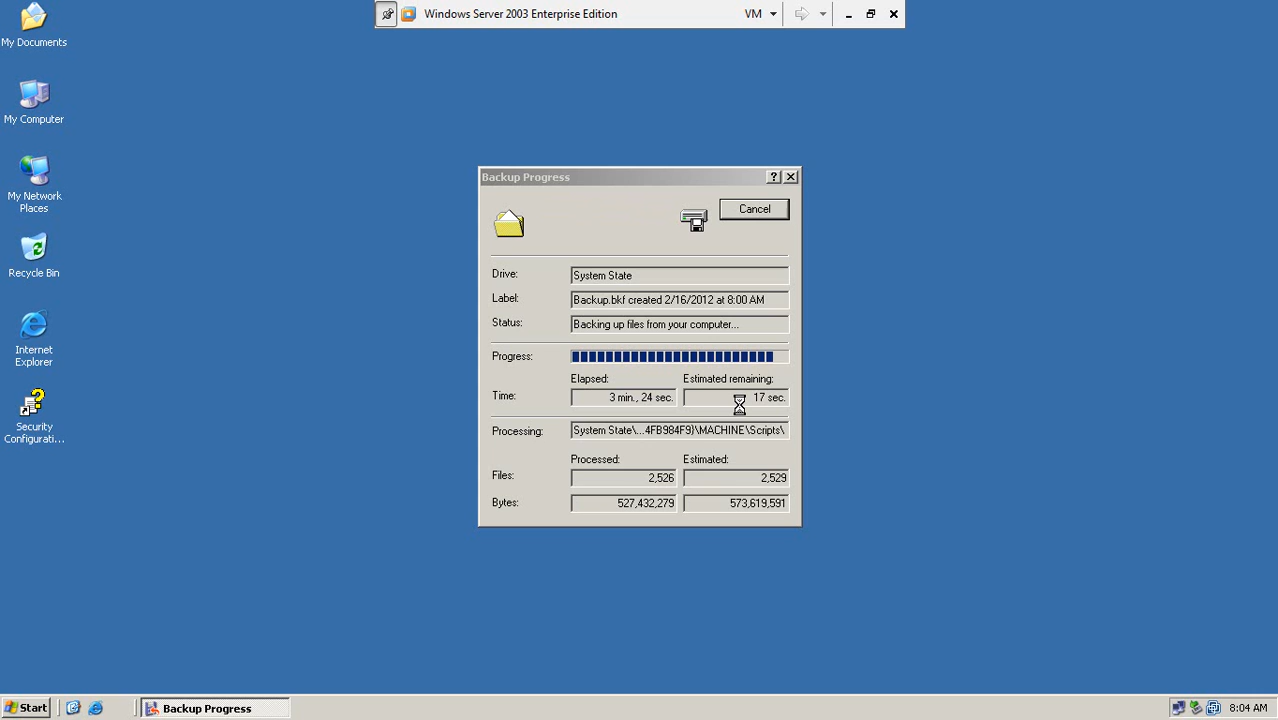 Windows Server 2003 Enterprise Edition
VM
My Documents
My Computer
My Network
Places
Recycle Bin
Internet
Explorer
Security
Configurati...
Backup Progress
?
Cancel
Drive:
System State
Label:
Backup.bkf created 2/16/2012 at 8:00 AM
Status:
Backing up files from your computer...
Progress:
Elapsed:
Estimated remaining:
Time:
3 min., 24 sec.
17 sec.
Processing:
System State\...4FB984F9}\MACHINE\Scripts\
Processed:
Estimated:
Files:
2,526
2,529
Bytes:
527,432,279
573,619,591
Start
Backup Progress
8:04 AM